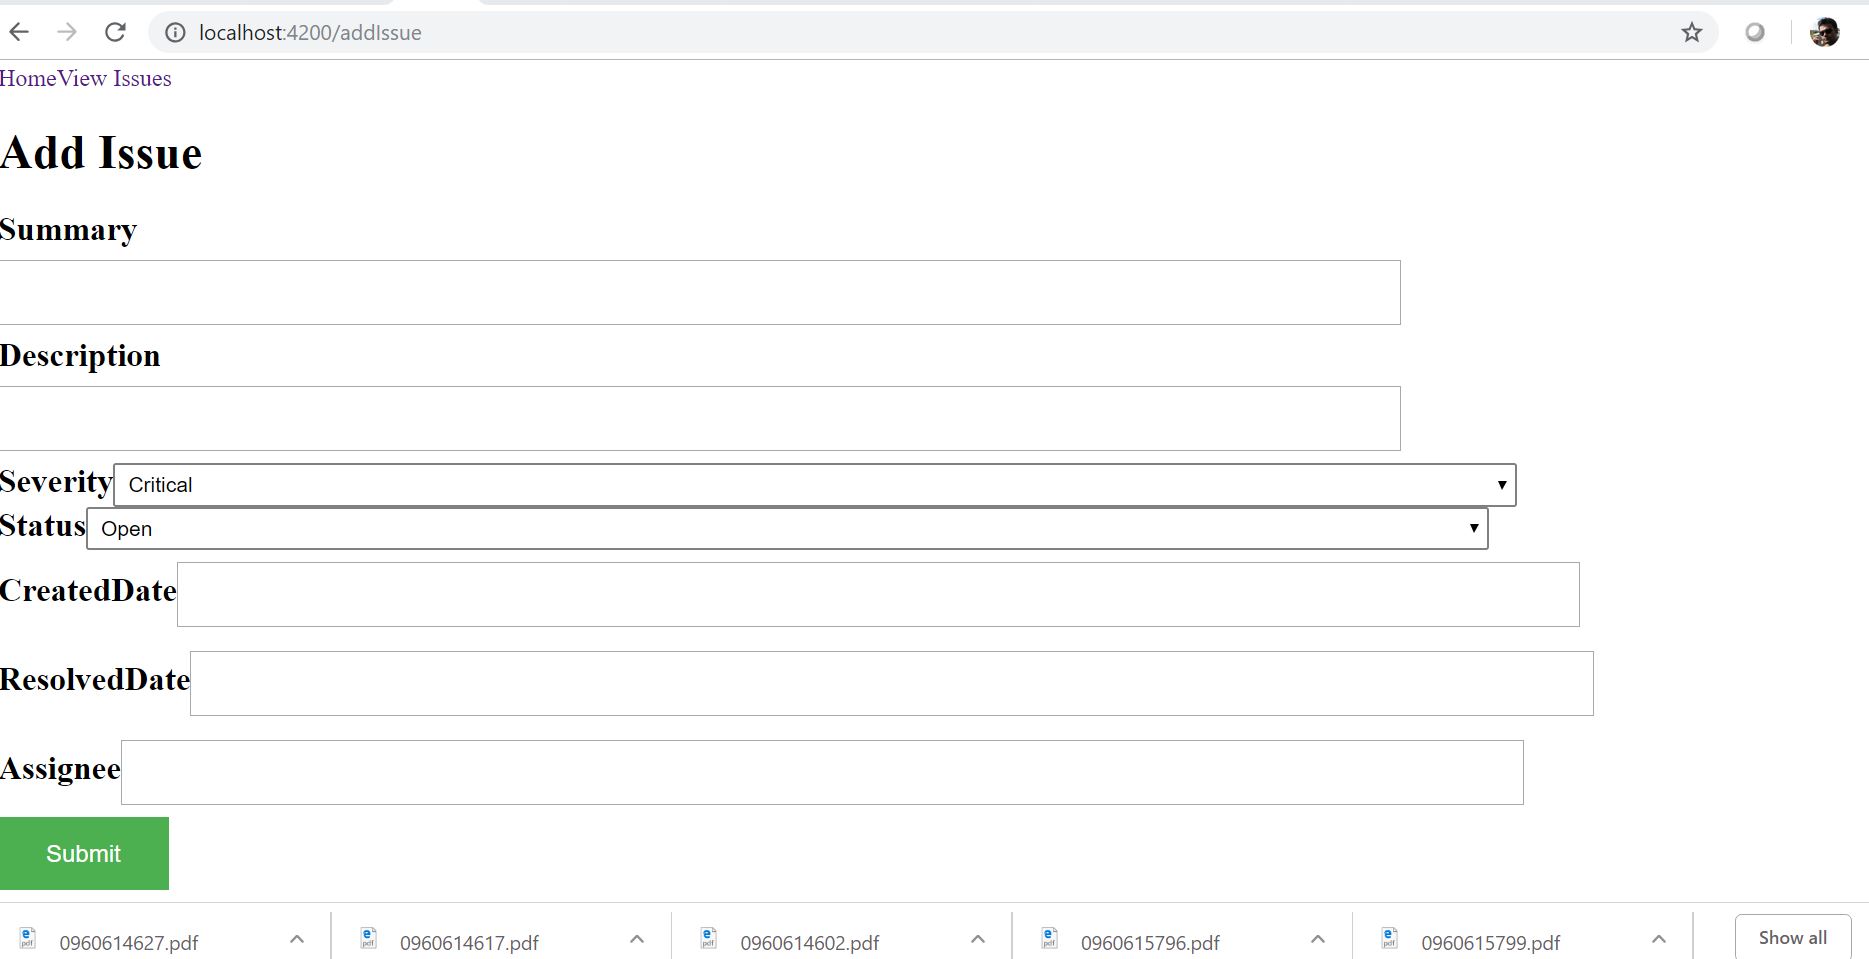 localhost:4200/addIssue
HomeView Issues
Add Issue
Summary
Description
Severity Critical
Status Open
CreatedDate
ResolvedDate
Assignee
Submit
0960614627.pdf 0960614617.pdf 0960614602.pdf 0960615796.pdf 0960615799.pdf Show all